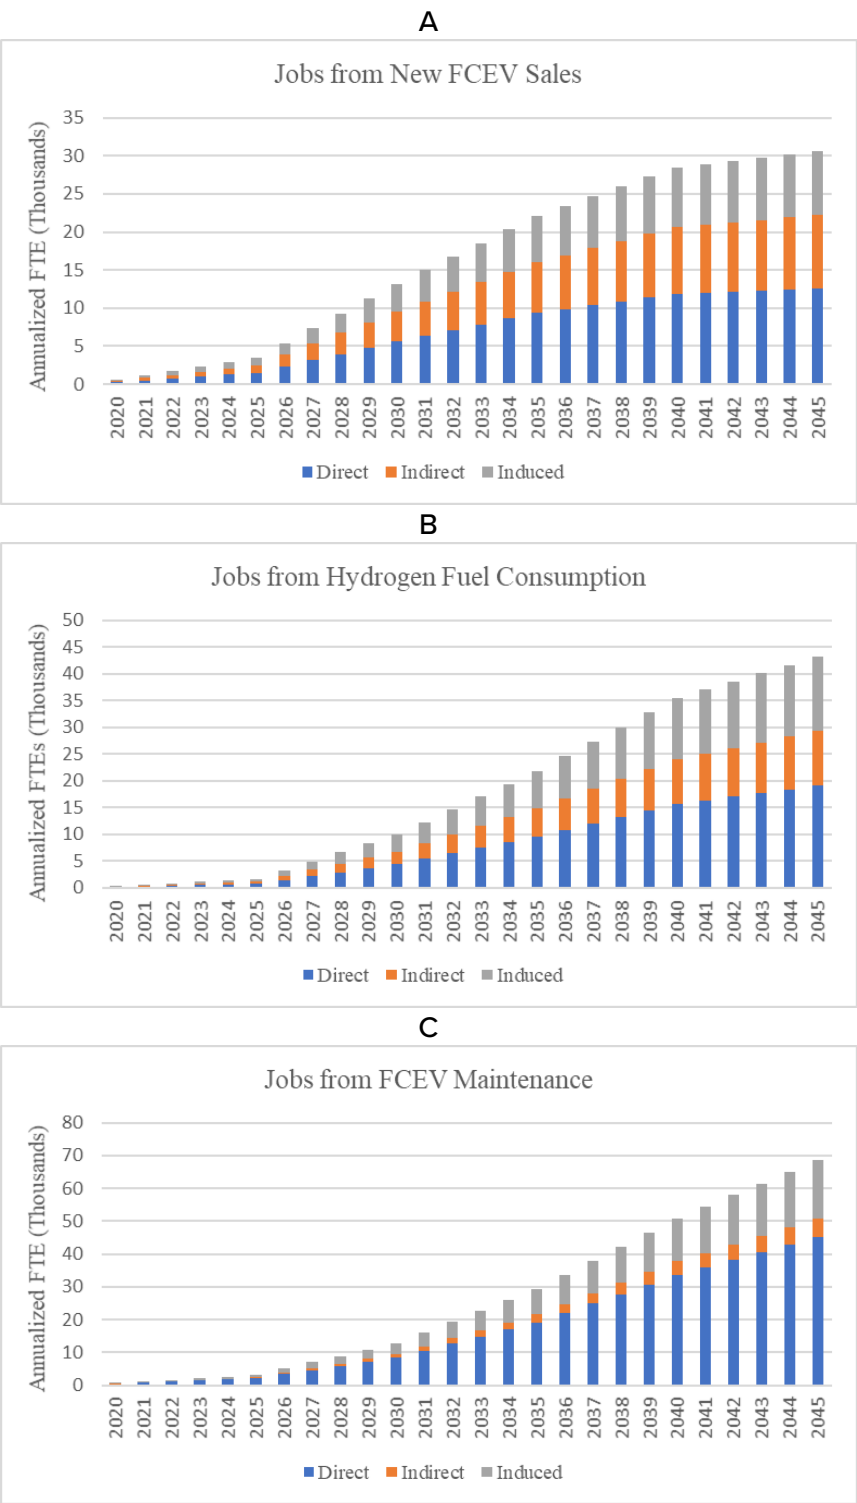 A
Jobs from New FCEV Sales
Annualized FTE (Thousands)
35
30
25
20
15
10
5
0
2020 2021 2022 2023 2024 2025 2026 2027 2028 2029 2030 2031 2032 2033 2034 2035 2036 2037 2038 2039 2040 2041 2042 2043 2044 2045
Direct Indirect Induced
B
Jobs from Hydrogen Fuel Consumption
Annualized FTEs (Thousands)
50
45
40
35
30
25
20
15
10
5
0
2020 2021 2022 2023 2024 2025 2026 2027 2028 2029 2030 2031 2032 2033 2034 2035 2036 2037 2038 2039 2040 2041 2042 2043 2044 2045
Direct Indirect Induced
C
Jobs from FCEV Maintenance
Annualized FTE (Thousands)
80
70
60
50
40
30
20
10
0
2020 2021 2022 2023 2024 2025 2026 2027 2028 2029 2030 2031 2032 2033 2034 2035 2036 2037 2038 2039 2040 2041 2042 2043 2044 2045
Direct Indirect Induced